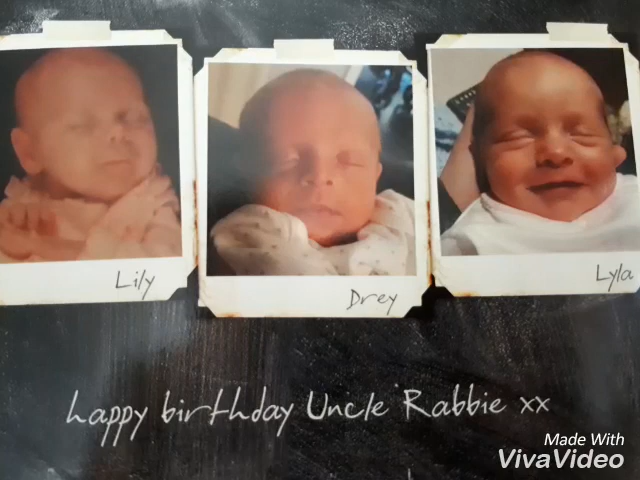 Lily
Drey
Lyla
happy birthday Uncle Rabbie xx
Made With
VivaVideo